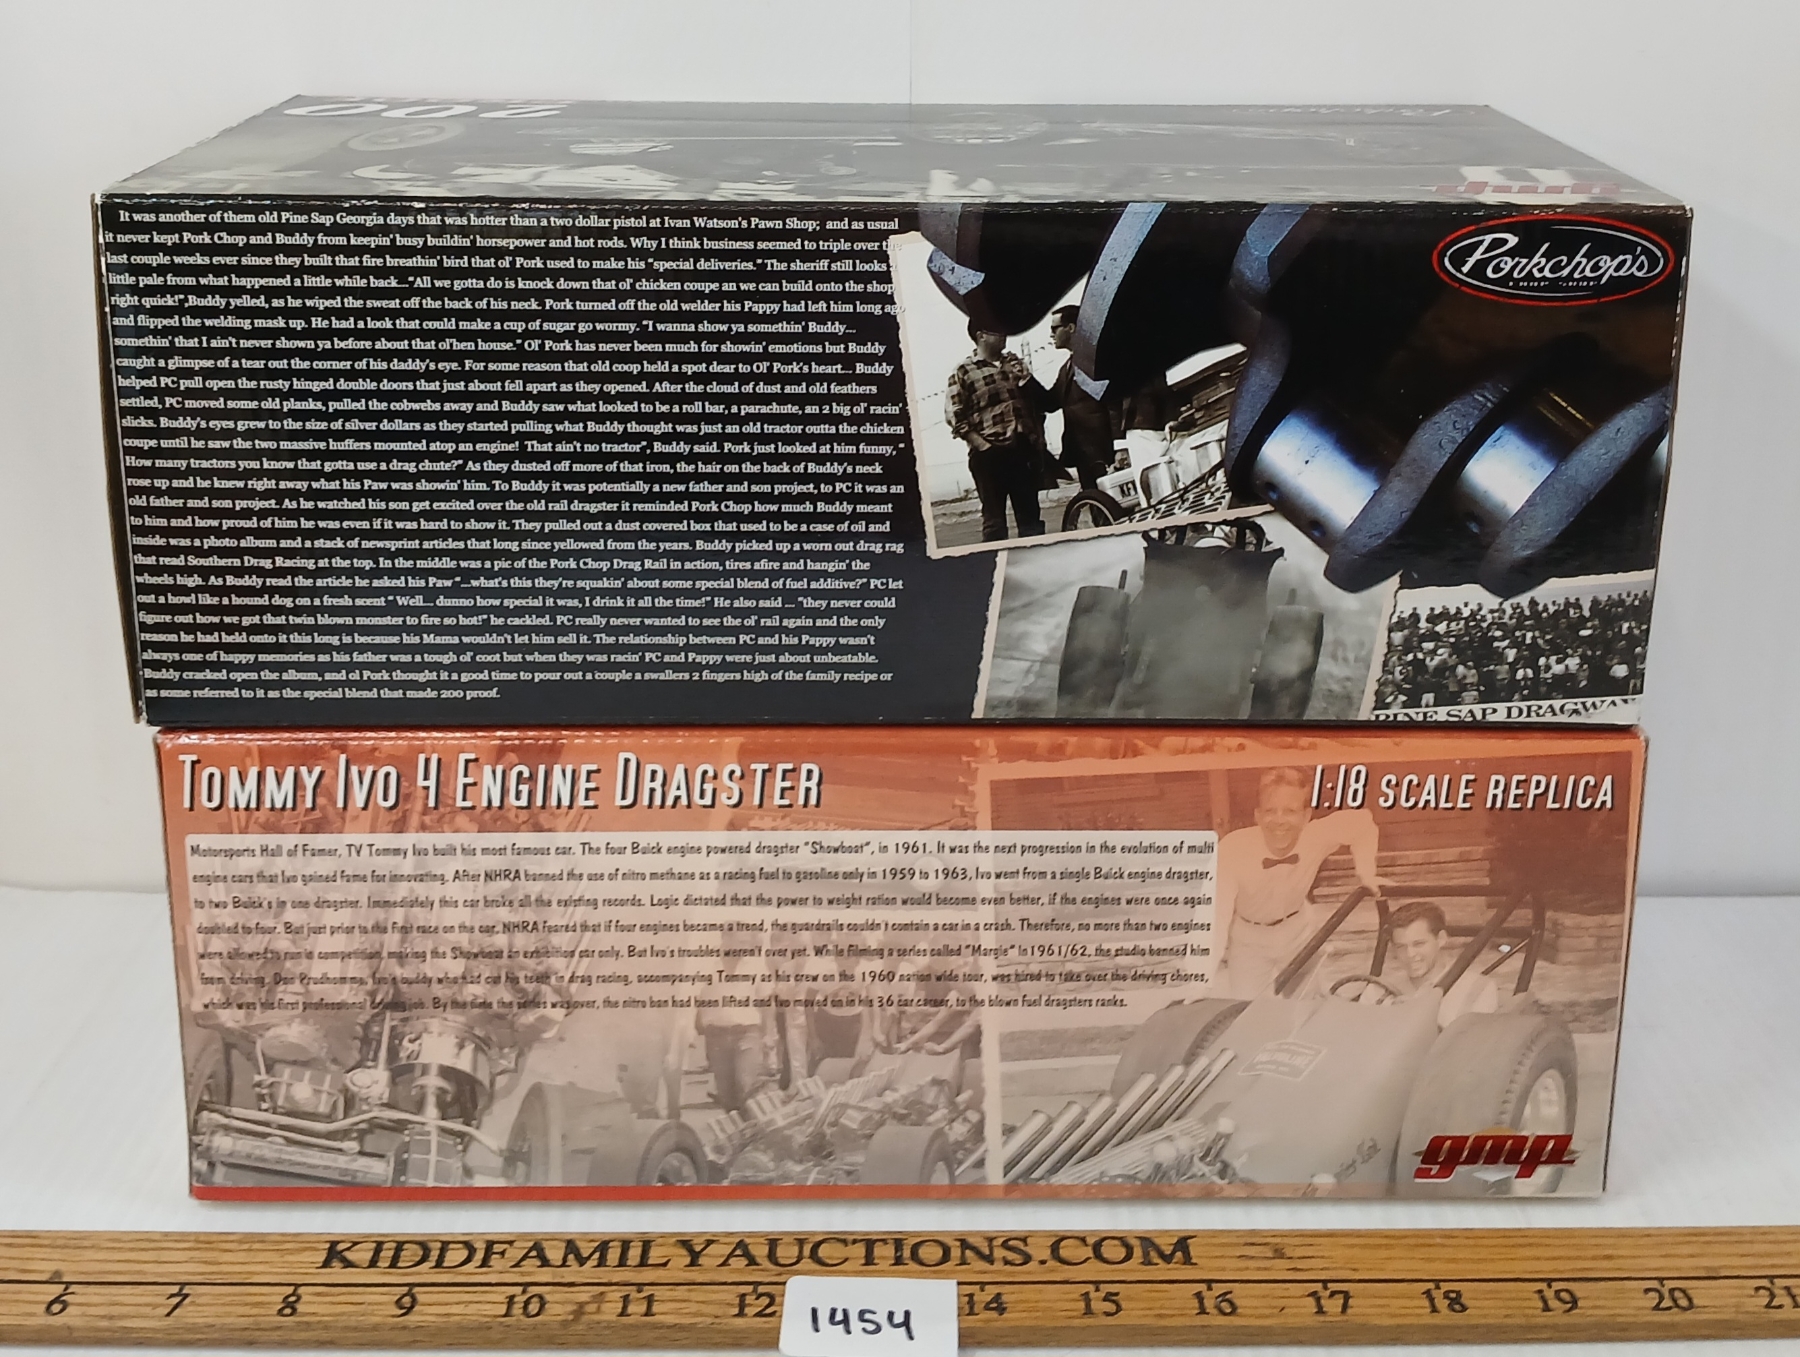 200
gmp
It was another of them old Pine Sap Georgia days that was hotter than a two dollar pistol at Ivan Watson's Pawn Shop; and as usual
it never kept Pork Chop and Buddy from keepin' busy buildin' horsepower and hot rods. Why I think business seemed to triple over the
last couple weeks ever since they built that fire breathin' bird that ol' Pork used to make his "special deliveries." The sheriff still looks a
little pale from what happened a little while back..."All we gotta do is knock down that ol' chicken coupe an we can build onto the shop
right quick!",Buddy yelled, as he wiped the sweat off the back of his neck. Pork turned off the old welder his Pappy had left him long ago
and flipped the welding mask up. He had a look that could make a cup of sugar go wormy. "I wanna show ya somethin' Buddy...
somethin' that I ain't never shown ya before about that ol'hen house." Ol' Pork has never been much for showin' emotions but Buddy
caught a glimpse of a tear out the corner of his daddy's eye. For some reason that old coop held a spot dear to Ol' Pork's heart... Buddy
helped PC pull open the rusty hinged double doors that just about fell apart as they opened. After the cloud of dust and old feathers
settled, PC moved some old planks, pulled the cobwebs away and Buddy saw what looked to be a roll bar, a parachute, an 2 big ol' racin'
slicks. Buddy's eyes grew to the size of silver dollars as they started pulling what Buddy thought was just an old tractor outta the chicken
coupe until he saw the two massive huffers mounted atop an engine! That ain't no tractor", Buddy said. Pork just looked at him funny, "
How many tractors you know that gotta use a drag chute?" As they dusted off more of that iron, the hair on the back of Buddy's neck
rose up and he knew right away what his Paw was showin' him. To Buddy it was potentially a new father and son project, to PC it was an
old father and son project. As he watched his son get excited over the old rail dragster it reminded Pork Chop how much Buddy meant
to him and how proud of him he was even if it was hard to show it. They pulled out a dust covered box that used to be a case of oil and
inside was a photo album and a stack of newsprint articles that long since yellowed from the years. Buddy picked up a worn out drag rag
that read Southern Drag Racing at the top. In the middle was a pic of the Pork Chop Drag Rail in action, tires afire and hangin' the
wheels high. As Buddy read the article he asked his Paw "...what's this they're squakin' about some special blend of fuel additive?" PC let
out a howl like a hound dog on a fresh scent " Well... dunno how special it was, I drink it all the time!" He also said ... "they never could
figure out how we got that twin blown monster to fire so hot!" he cackled. PC really never wanted to see the ol' rail again and the only
reason he had held onto it this long is because his Mama wouldn't let him sell it. The relationship between PC and his Pappy wasn't
always one of happy memories as his father was a tough ol' coot but when they was racin' PC and Pappy were just about unbeatable.
Buddy cracked open the album, and ol Pork thought it a good time to pour out a couple a swallers 2 fingers high of the family recipe or
as some referred to it as the special blend that made 200 proof.
Porkchop's
KFX
PINE SAP DRAGWAY
TOMMY IVO 4 ENGINE DRAGSTER
1:18 SCALE REPLICA
Motorsports Hall of Famer, TV Tommy Ivo built his most famous car. The four Buick engine powered dragster "Showboat", in 1961. It was the next progression in the evolution of multi
engine cars that Ivo gained fame for innovating. After NHRA banned the use of nitro methane as a racing fuel to gasoline only in 1959 to 1963, Ivo went from a single Buick engine dragster,
to two Buick's in one dragster. Immediately this car broke all the existing records. Logic dictated that the power to weight ration would become even better, if the engines were once again
doubled to four. But just prior to the first race on the car, NHRA feared that if four engines became a trend, the guardrails couldn't contain a car in a crash. Therefore, no more than two engines
were allowed to run in competition, making the Showboat an exhibition car only. But Ivo's troubles weren't over yet. While filming a series called "Margie" in 1961/62, the studio banned him
from driving. Don Prudhomme, Ivo's buddy who had cut his teeth in drag racing, accompanying Tommy as his crew on the 1960 nation wide tour, was hired to take over the driving chores,
which was his first professional driving job. By the time the series was over, the nitro ban had been lifted and Ivo moved on in his 36 car career, to the blown fuel dragsters ranks.
gmp
KIDDFAMILYAUCTIONS.COM
6 7 8 9 10 11 12 14 15 16 17 18 19 20 21
1454